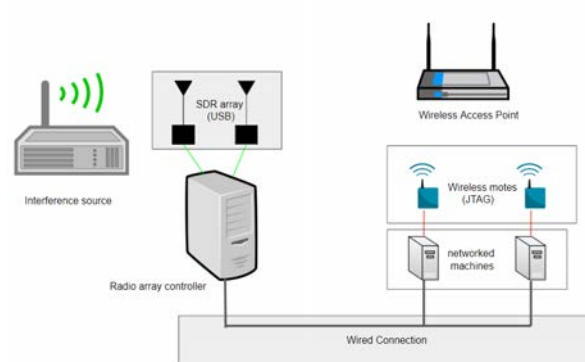 SDR array
(USB)
Wireless Access Point
Interference source
Wireless motes
(JTAG)
networked
machines
Radio array controller
Wired Connection